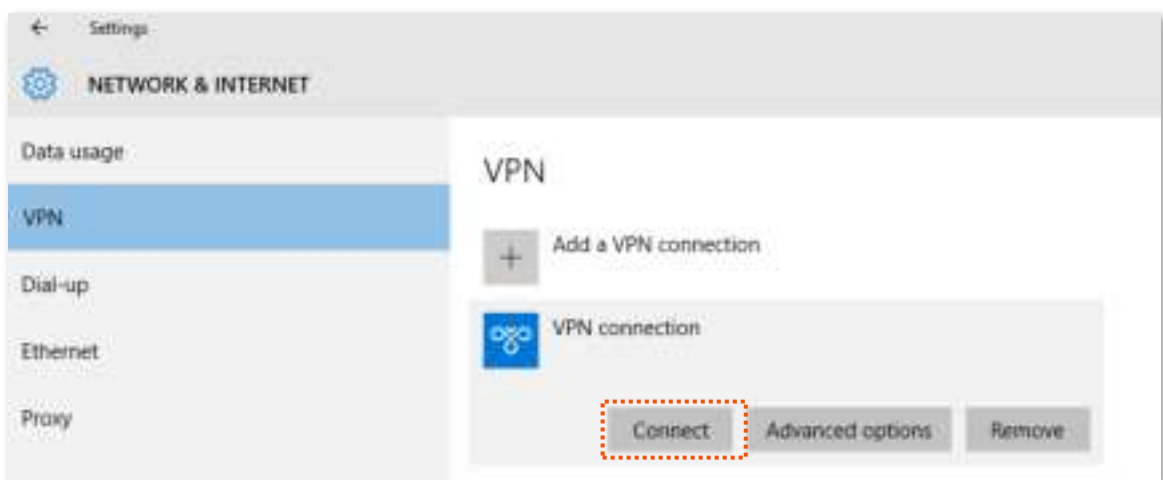 Settings
NETWORK & INTERNET
Data usage
VPN
Dial-up
Ethernet
Proxy
VPN
Add a VPN connection
VPN connection
Connect Advanced options Remove